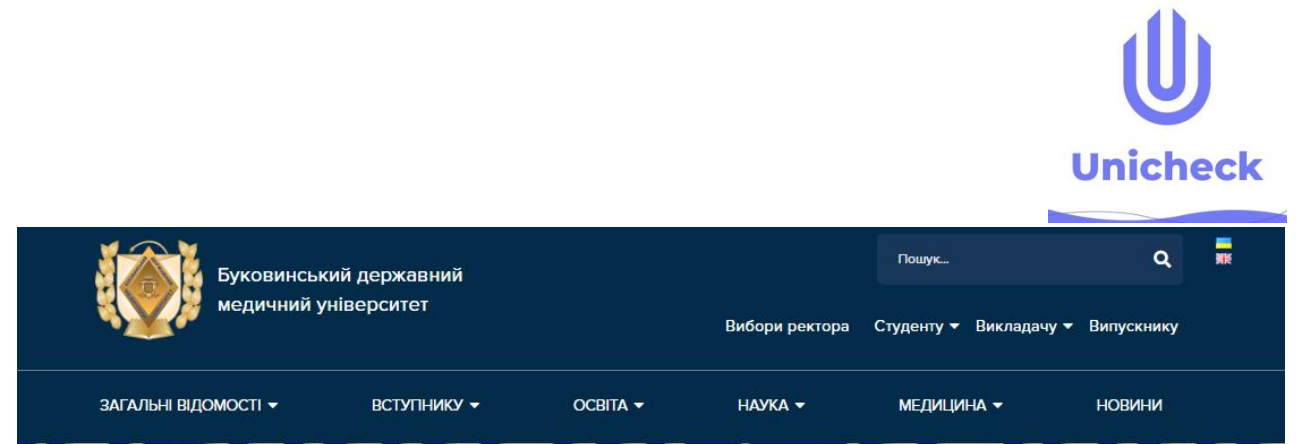 Unicheck
Буковинський державний
медичний університет
Пошук...
Вибори ректора Студенту Викладачу Випускнику
ЗАГАЛЬНІ ВІДОМОСТІ ВСТУПНИКУ ОСВІТА НАУКА МЕДИЦИНА НОВИНИ